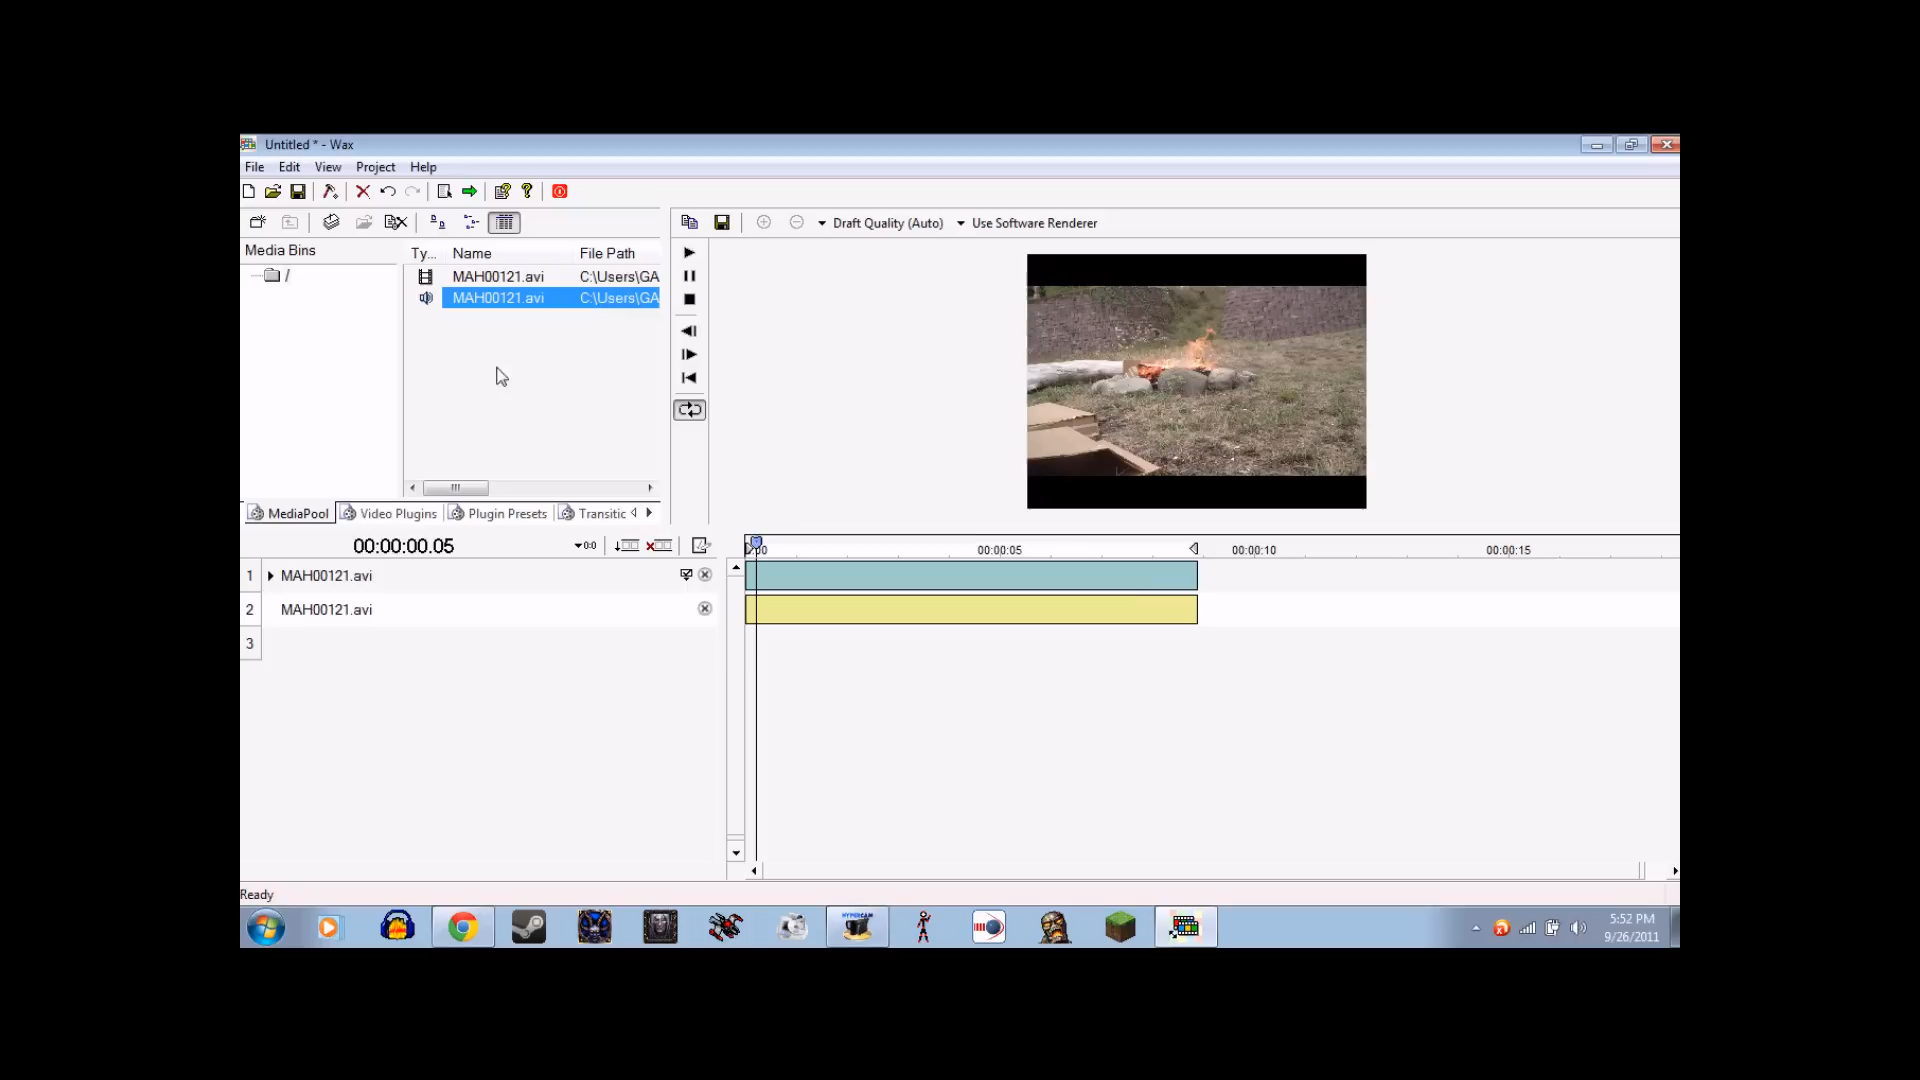 Untitled * - Wax
File Edit View Project Help
Draft Quality (Auto) Use Software Renderer
Media Bins
/
Ty... Name File Path
MAH00121.avi C:\Users\GA
MAH00121.avi C:\Users\GA
MediaPool Video Plugins Plugin Presets Transitic
00:00:00.05 0:0
00:00:05 00:00:10 00:00:15
1 MAH00121.avi
2 MAH00121.avi
3
Ready
HYPERCAM
5:52 PM
9/26/2011